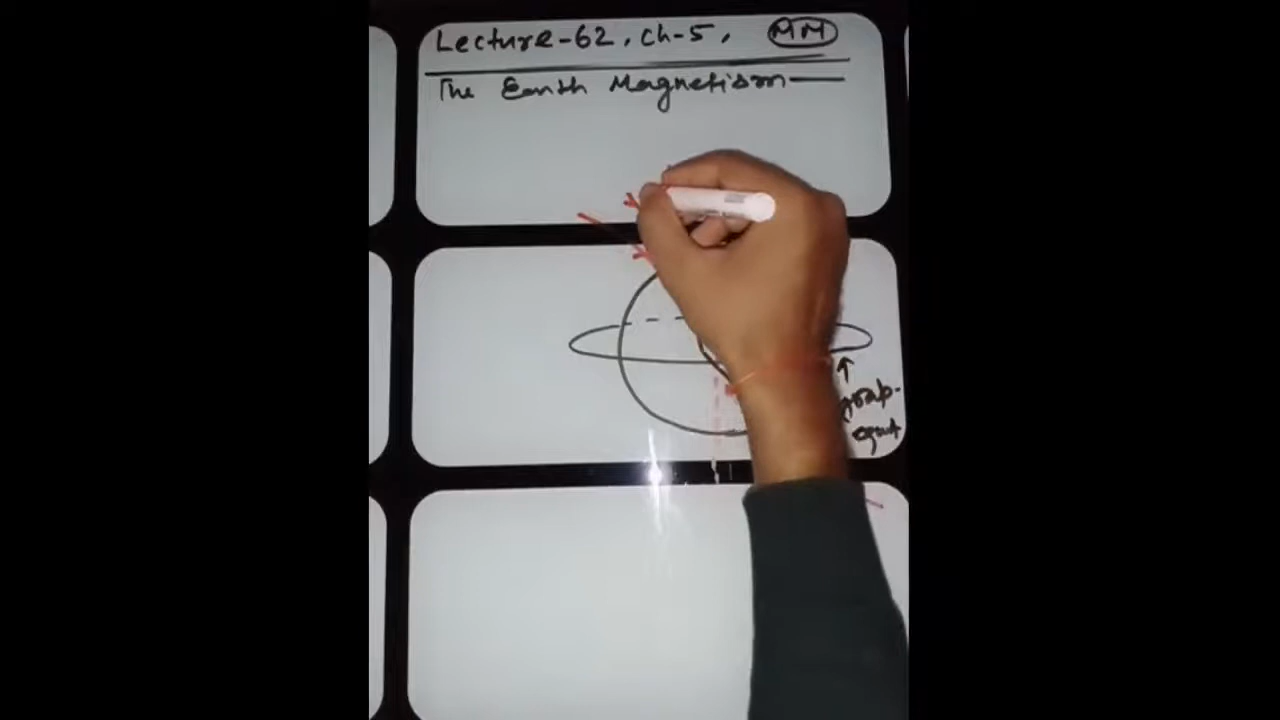 Lecture-62, Ch-5, MM
The Earth Magnetism—